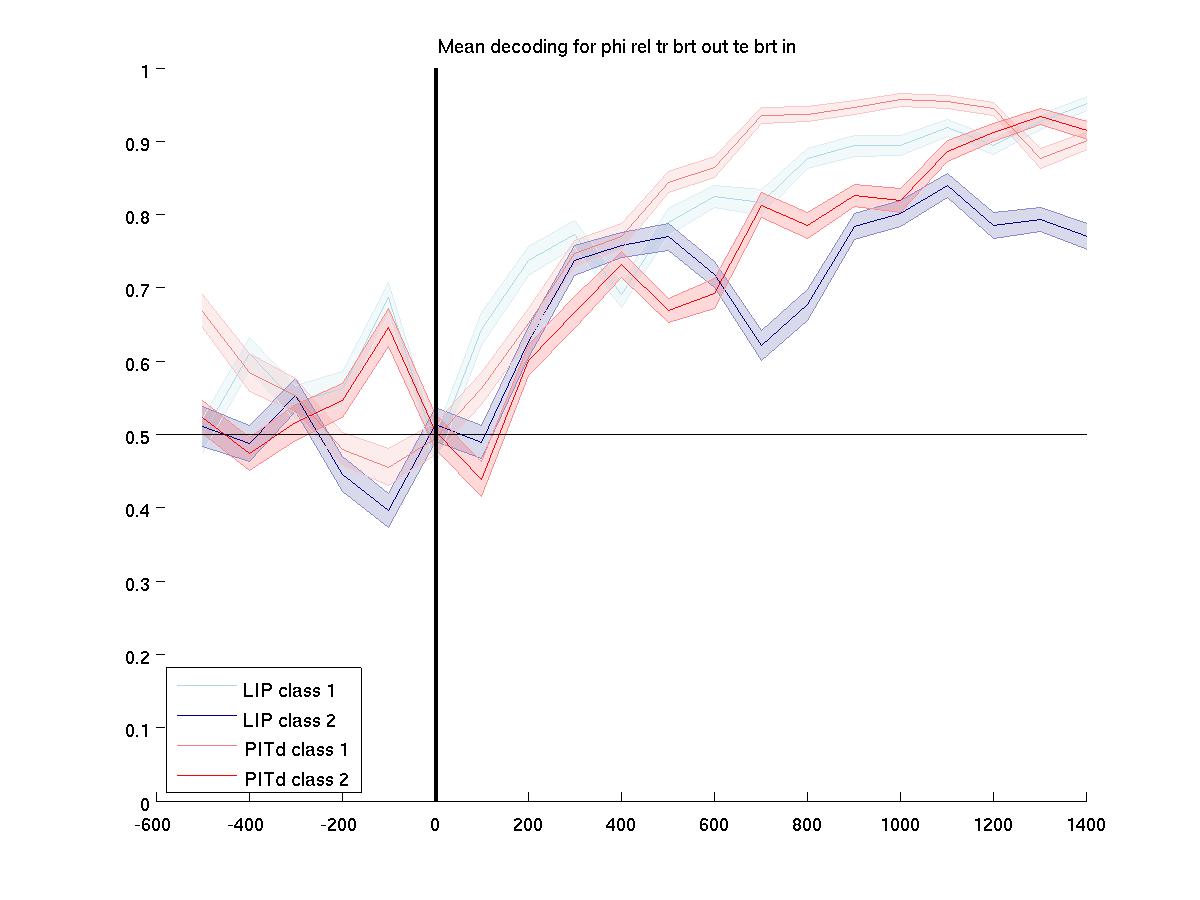 Mean decoding for phi rel tr brt out te brt in
1
0.9
0.8
0.7
0.6
0.5
0.4
0.3
0.2
0.1
0
LIP class 1
LIP class 2
PITd class 1
PITd class 2
-600 -400 -200 0 200 400 600 800 1000 1200 1400